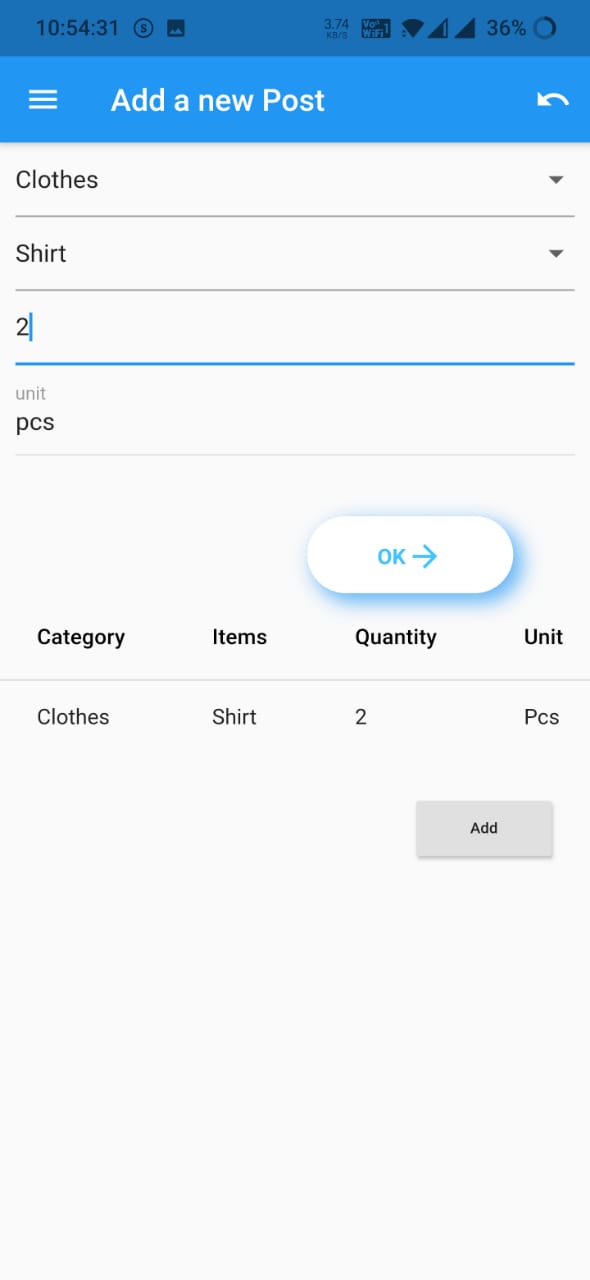 10:54:31 S 3.74 KB/S Vo WiFi 1 36%
Add a new Post
Clothes
Shirt
2
unit
pcs
OK
Category Items Quantity Unit
Clothes Shirt 2 Pcs
Add